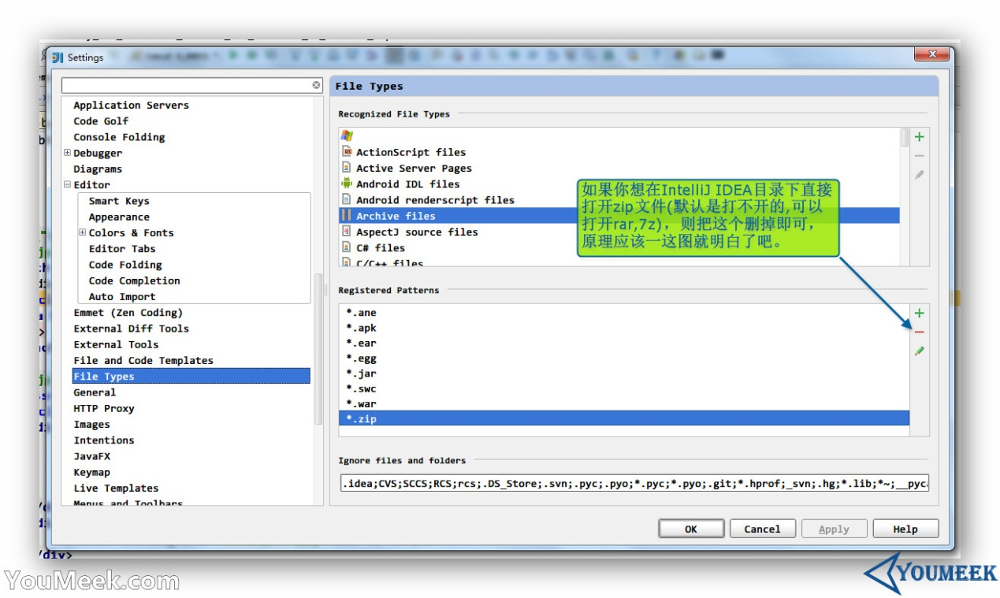 Settings
File Types
Application Servers
Code Golf
Console Folding
Debugger
Diagrams
Editor
Smart Keys
Appearance
Colors & Fonts
Editor Tabs
Code Folding
Code Completion
Auto Import
Emmet (Zen Coding)
External Diff Tools
External Tools
File and Code Templates
File Types
General
HTTP Proxy
Images
Intentions
JavaFX
Keymap
Live Templates
Menus and Toolbars
Recognized File Types
ActionScript files
Active Server Pages
Android IDL files
Android renderscript files
Archive files
AspectJ source files
C# files
C/C++ files
如果你想在IntelliJ IDEA目录下直接
打开zip文件(默认是打不开的,可以
打开rar,7z)，则把这个删掉即可，
原理应该一这图就明白了吧。
Registered Patterns
*.ane
*.apk
*.ear
*.egg
*.jar
*.swc
*.war
*.zip
Ignore files and folders
.idea;CVS;SCCS;RCS;rcs;.DS_Store;.svn;.pyc;.pyo;*.pyc;*.pyo;.git;*.hprof;_svn;.hg;*.lib;*~;__pyc
OK Cancel Apply Help
/div>
YouMeek.com
YOUMEEK